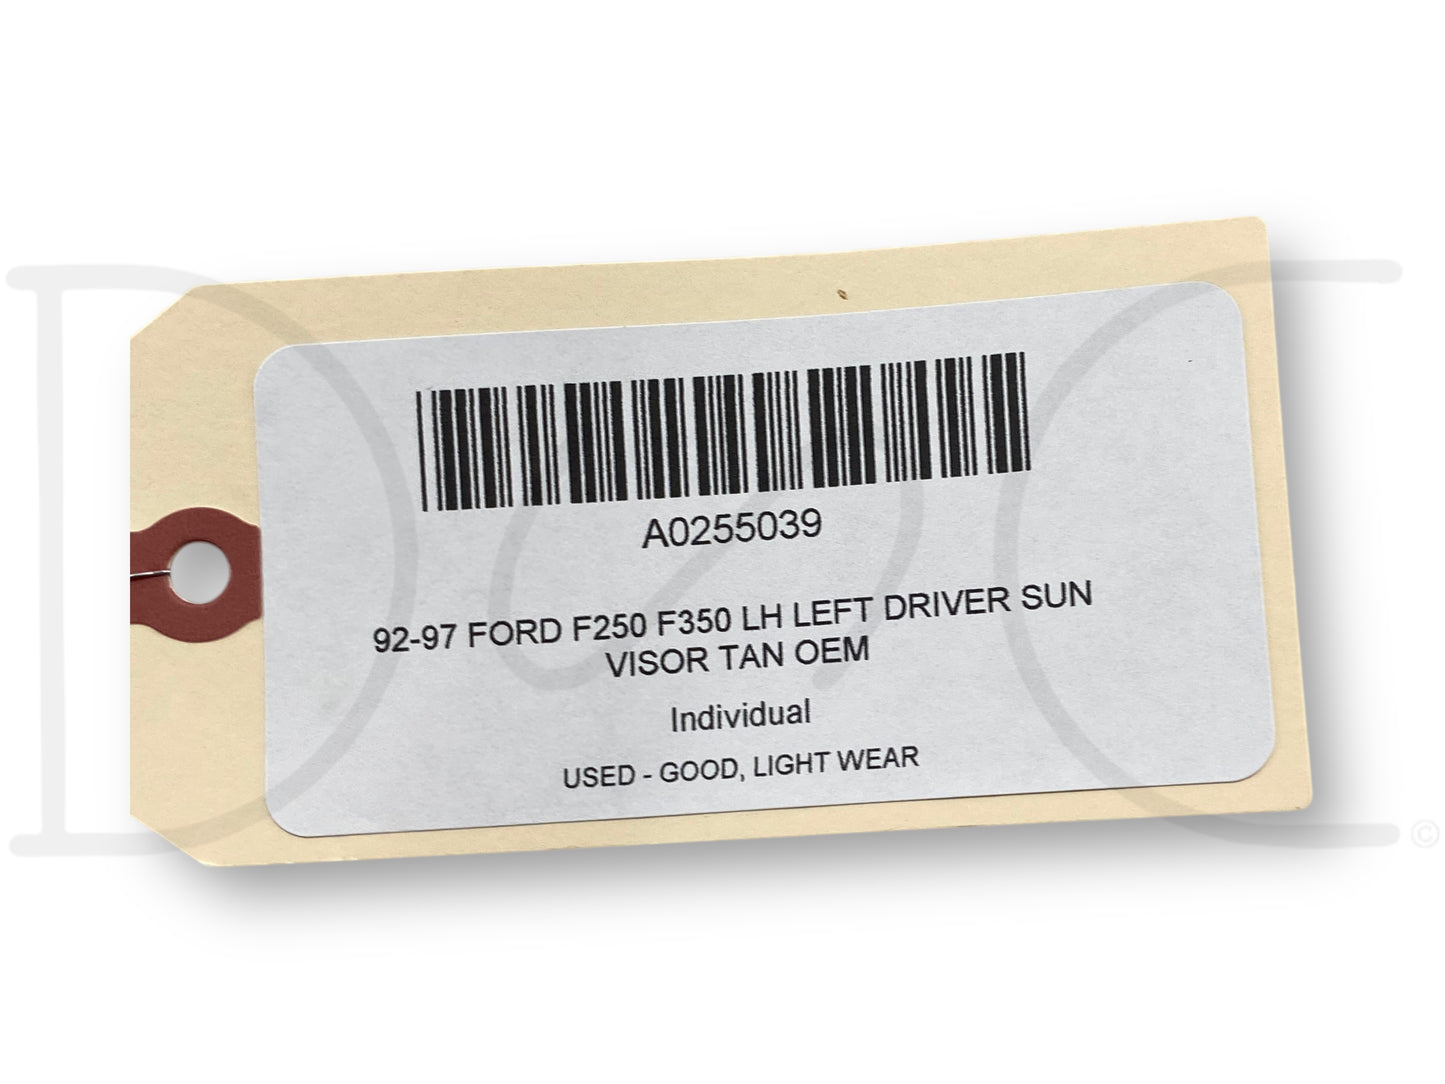 A0255039
92-97 FORD F250 F350 LH LEFT DRIVER SUN
VISOR TAN OEM
Individual
USED - GOOD, LIGHT WEAR